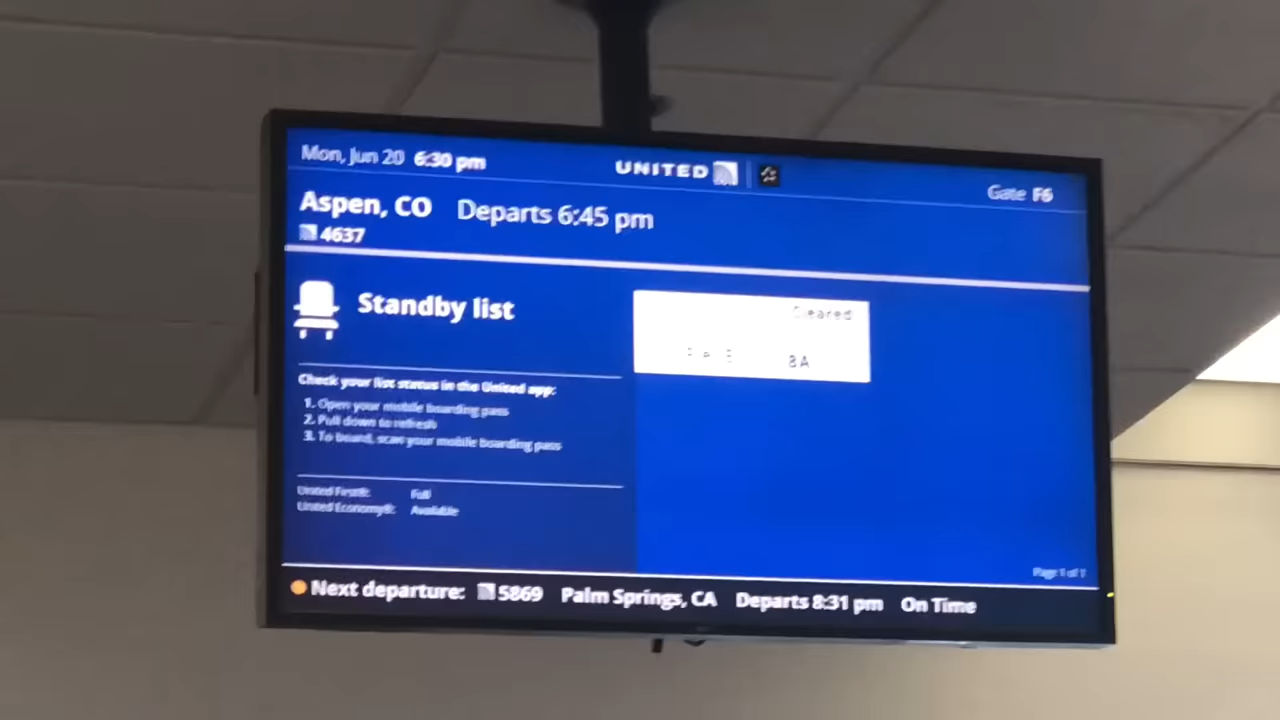 Mon, Jun 20 6:30 pm
UNITED
Gate F6
Aspen, CO Departs 6:45 pm
4637
Standby list
Cleared
8A
Check your list status in the United app:
1. Open your mobile boarding pass
2. Pull down to refresh
3. To board, scan your mobile boarding pass
United First®: Full
United Economy®: Available
Page 1 of 1
Next departure: 5869 Palm Springs, CA Departs 8:31 pm On Time